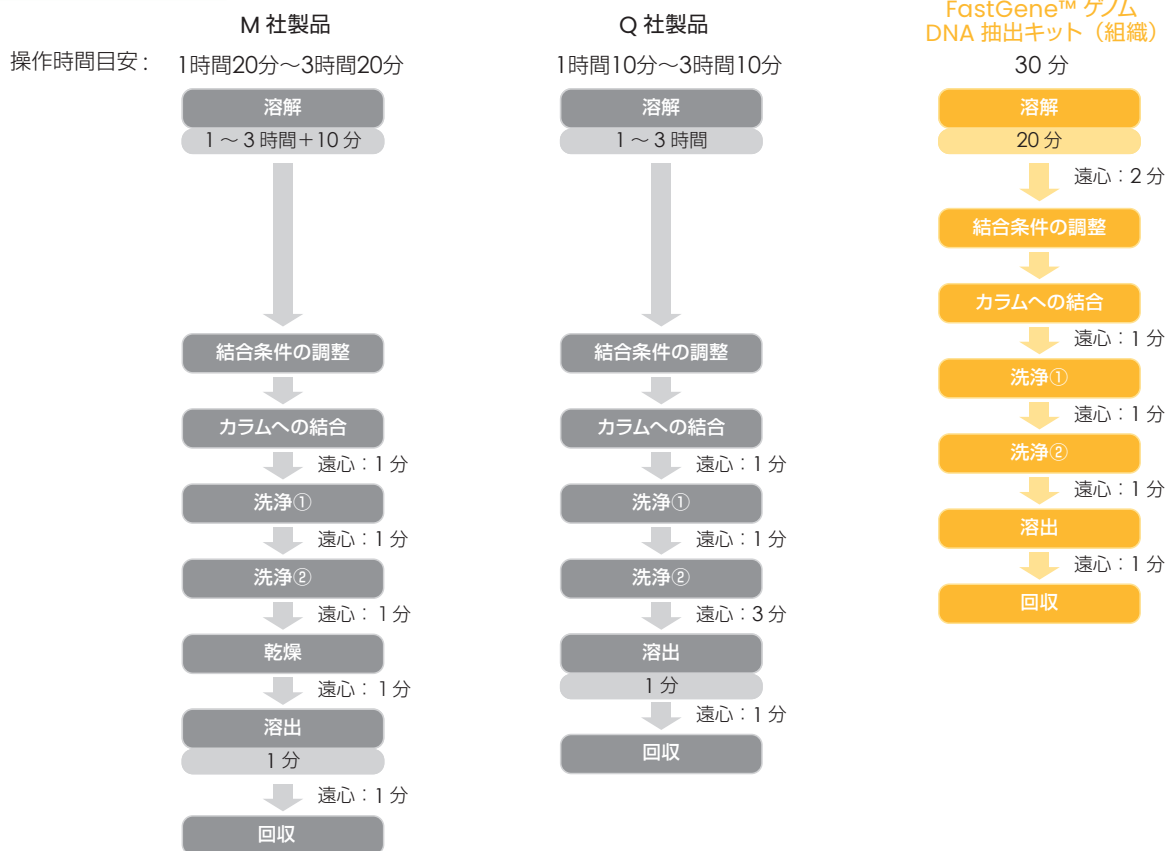 M 社製品
操作時間目安：
1時間20分～3時間20分
溶解
1 ～ 3 時間＋10 分
結合条件の調整
カラムへの結合
遠心：1 分
洗浄①
遠心：1 分
洗浄②
遠心：1 分
乾燥
遠心：1 分
溶出
1 分
遠心：1 分
回収
Q 社製品
1時間10分～3時間10分
溶解
1 ～ 3 時間
結合条件の調整
カラムへの結合
遠心：1 分
洗浄①
遠心：1 分
洗浄②
遠心：3 分
溶出
1 分
遠心：1 分
回収
FastGene™ ゲノム
DNA 抽出キット（組織）
30 分
溶解
20 分
遠心：2 分
結合条件の調整
カラムへの結合
遠心：1 分
洗浄①
遠心：1 分
洗浄②
遠心：1 分
溶出
遠心：1 分
回収